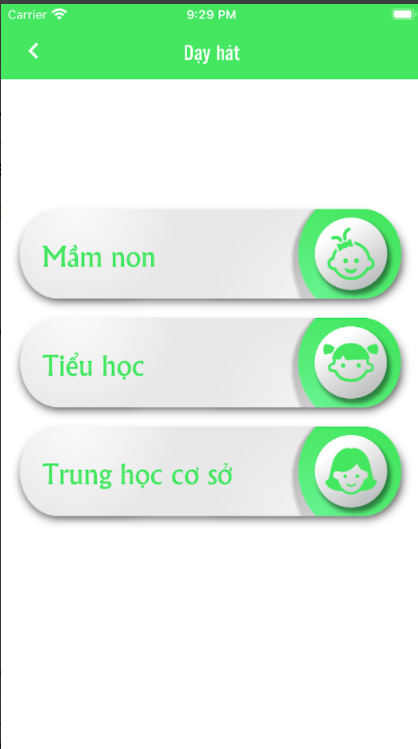 Carrier 9:29 PM
Dạy hát
Mầm non
Tiểu học
Trung học cơ sở